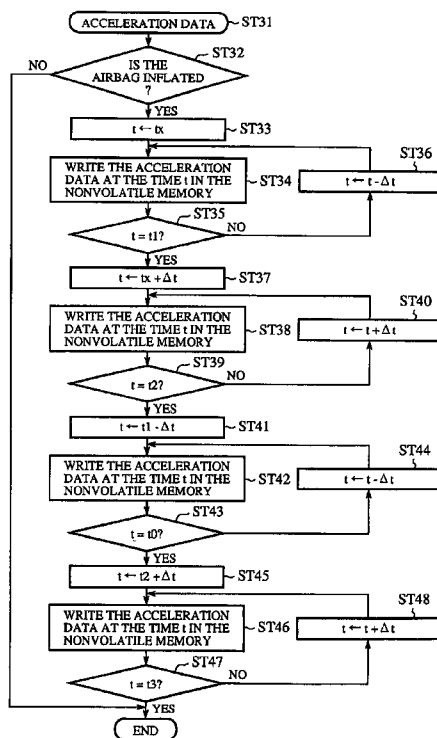 ACCELERATION DATA
ST31
ST32
NO
IS THE
AIRBAG INFLATED
?
YES
t ← tx
ST33
ST36
WRITE THE ACCELERATION
DATA AT THE TIME t IN THE
NONVOLATILE MEMORY
ST34
t ← t - Δt
ST35
t = t1?
NO
YES
t ← tx + Δt
ST37
ST40
WRITE THE ACCELERATION
DATA AT THE TIME t IN THE
NONVOLATILE MEMORY
ST38
t ← t + Δt
ST39
t = t2?
NO
YES
t ← t1 - Δt
ST41
ST44
WRITE THE ACCELERATION
DATA AT THE TIME t IN THE
NONVOLATILE MEMORY
ST42
t ← t - Δt
ST43
t = t0?
YES
t ← t2 + Δt
ST45
ST48
WRITE THE ACCELERATION
DATA AT THE TIME t IN THE
NONVOLATILE MEMORY
ST46
t ← t + Δt
ST47
t = t3?
NO
YES
END